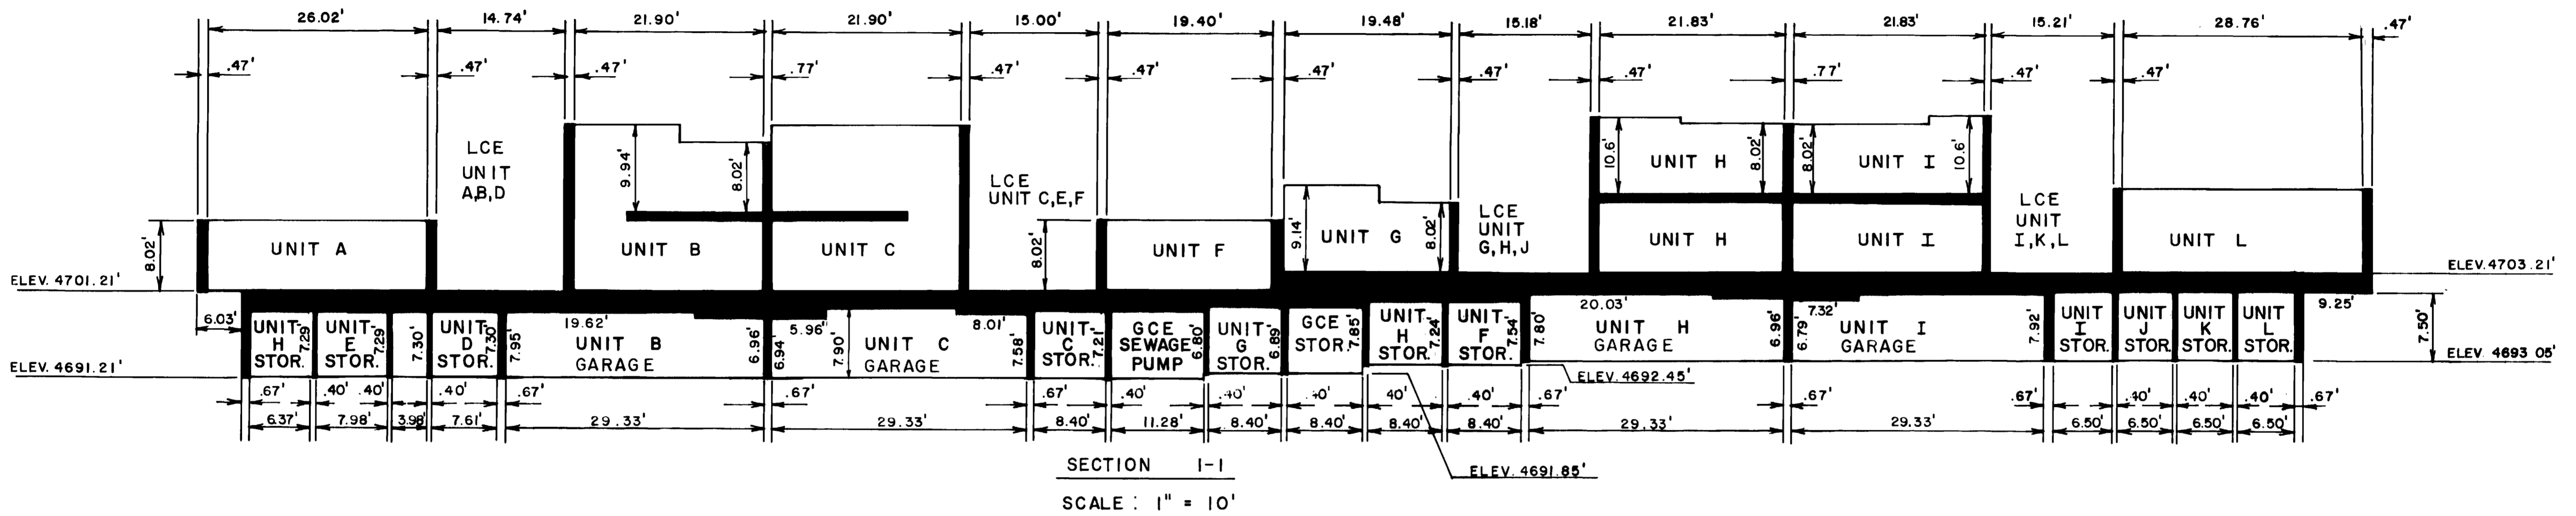 26.02' 14.74' 21.90' 21.90' 15.00' 19.40' 19.48' 15.18' 21.83' 21.83' 15.21' 28.76' .47'
.47' .47' .47' .77' .47' .47' .47' .47' .47' .77' .47' .47'
LCE
UNIT
A,B,D
9.94'
8.02'
LCE
UNIT C,E,F
10.6'
UNIT H
8.02'
8.02'
UNIT I
10.6'
LCE
UNIT
G,H,J
LCE
UNIT
I,K,L
8.02'
UNIT A
UNIT B
UNIT C
8.02'
UNIT F
9.14'
UNIT G
8.02'
UNIT H
UNIT I
UNIT L
ELEV. 4701.21'
ELEV. 4703.21'
6.03'
UNIT-
H
STOR.
7.29'
UNIT-
E
STOR.
7.29'
7.30'
UNIT-
D
STOR.
7.30'
7.95'
19.62'
UNIT B
GARAGE
6.96'
6.94'
5.96'
7.90'
UNIT C
GARAGE
8.01'
7.58'
UNIT-
C
STOR.
7.21'
GCE
SEWAGE
PUMP
6.80'
UNIT-
G
STOR.
6.89'
GCE
STOR.
7.85'
UNIT-
H
STOR.
7.24'
UNIT-
F
STOR.
7.54'
7.80'
20.03'
UNIT H
GARAGE
6.96'
6.79'
7.32'
UNIT I
GARAGE
7.92'
UNIT
I
STOR.
UNIT
J
STOR.
UNIT
K
STOR.
UNIT
L
STOR.
9.25'
7.50'
ELEV. 4691.21'
ELEV 4693 05'
ELEV. 4692.45'
.67' .40' .40' .40' .67' .67' .67' .40' .40' .40' .40' .40' .67' .67' .67' .40' .40' .40' .67'
6.37' 7.98' 3.98' 7.61' 29.33' 29.33' 8.40' 11.28' 8.40' 8.40' 8.40' 8.40' 29.33' 29.33' 6.50' 6.50' 6.50' 6.50'
ELEV. 4691.85'
SECTION 1-1
SCALE : 1" = 10'